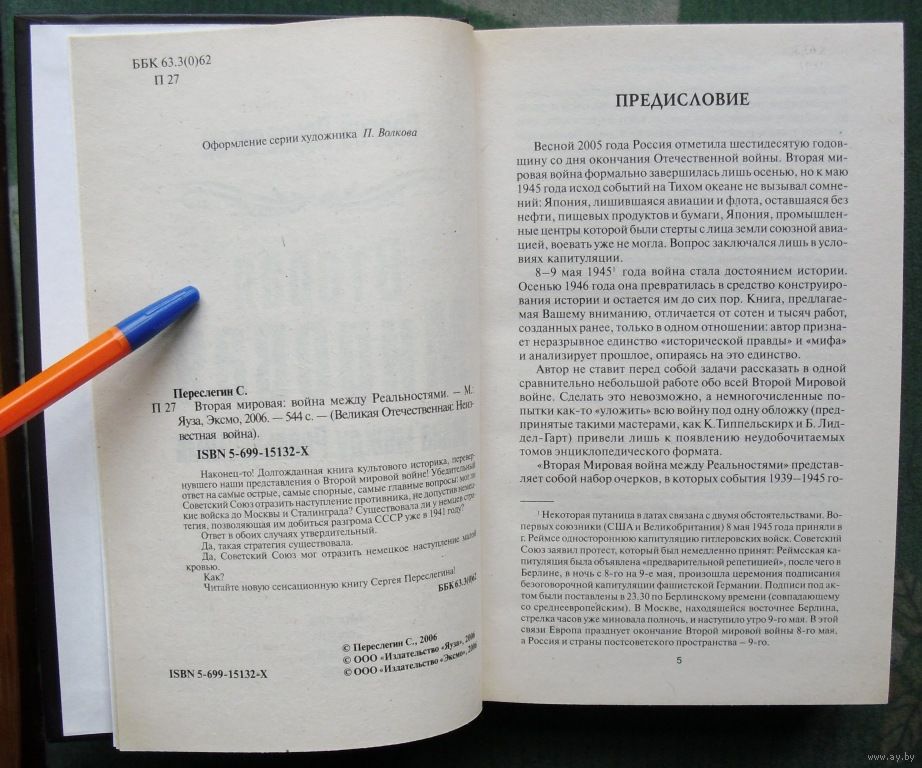 ББК 63.3(0)62
П 27
Оформление серии художника П. Волкова
Переслегин С.
П 27 Вторая мировая: война между Реальностями. – М.:
Яуза, Эксмо, 2006. – 544 с. – (Великая Отечественная: Неиз-
вестная война).
ISBN 5-699-15132-X
Наконец-то! Долгожданная книга культового историка, перевер-
нувшего наши представления о Второй мировой войне! Убедительный
ответ на самые острые, самые спорные, самые главные вопросы: мог ли
Советский Союз отразить наступление противника, не допустив немец-
кие войска до Москвы и Сталинграда? Существовала ли у немцев стра-
тегия, позволяющая им добиться разгрома СССР уже в 1941 году?
Ответ в обоих случаях утвердительный.
Да, такая стратегия существовала.
Да, Советский Союз мог отразить немецкое наступление малой
кровью.
Как?
Читайте новую сенсационную книгу Сергея Переслегина!
ББК 63.3(0)62
© Переслегин С., 2006
© ООО «Издательство «Яуза», 2006
© ООО «Издательство «Эксмо», 2006
ISBN 5-699-15132-X
ПРЕДИСЛОВИЕ
Весной 2005 года Россия отметила шестидесятую годов-
щину со дня окончания Отечественной войны. Вторая ми-
ровая война формально завершилась лишь осенью, но к маю
1945 года исход событий на Тихом океане не вызывал сомне-
ний: Япония, лишившаяся авиации и флота, оставшаяся без
нефти, пищевых продуктов и бумаги, Япония, промышлен-
ные центры которой были стерты с лица земли союзной авиа-
цией, воевать уже не могла. Вопрос заключался лишь в усло-
виях капитуляции.
8–9 мая 1945¹ года война стала достоянием истории.
Осенью 1946 года она превратилась в средство конструиро-
вания истории и остается им до сих пор. Книга, предлагае-
мая Вашему вниманию, отличается от сотен и тысяч работ,
созданных ранее, только в одном отношении: автор призна-
ет неразрывное единство «исторической правды» и «мифа»
и анализирует прошлое, опираясь на это единство.
Автор не ставит перед собой задачи рассказать в одной
сравнительно небольшой работе обо всей Второй Мировой
войне. Сделать это невозможно, а немногочисленные по-
пытки как-то «уложить» всю войну под одну обложку (пред-
принятые такими мастерами, как К.Типпельскирх и Б. Лид-
дел-Гарт) привели лишь к появлению неудобочитаемых
томов энциклопедического формата.
«Вторая Мировая война между Реальностями» представ-
ляет собой набор очерков, в которых события 1939–1945 го-
¹ Некоторая путаница в датах связана с двумя обстоятельствами. Во-
первых союзники (США и Великобритания) 8 мая 1945 года приняли в
г. Реймсе одностороннюю капитуляцию гитлеровских войск. Советский
Союз заявил протест, который был немедленно принят: Реймсская ка-
питуляция была объявлена «предварительной репетицией», после чего в
Берлине, в ночь с 8-го на 9-е мая, произошла церемония подписания
безоговорочной капитуляции фашистской Германии. Подписи под ак-
том были поставлены в 23.30 по Берлинскому времени (совпадающему
со среднеевропейским). В Москве, находящейся восточнее Берлина,
стрелка часов уже миновала полночь, и наступило утро 9-го мая. В этой
связи Европа празднует окончание Второй мировой войны 8-го мая,
а Россия и страны постсоветского пространства – 9-го.
5
www.ay.by